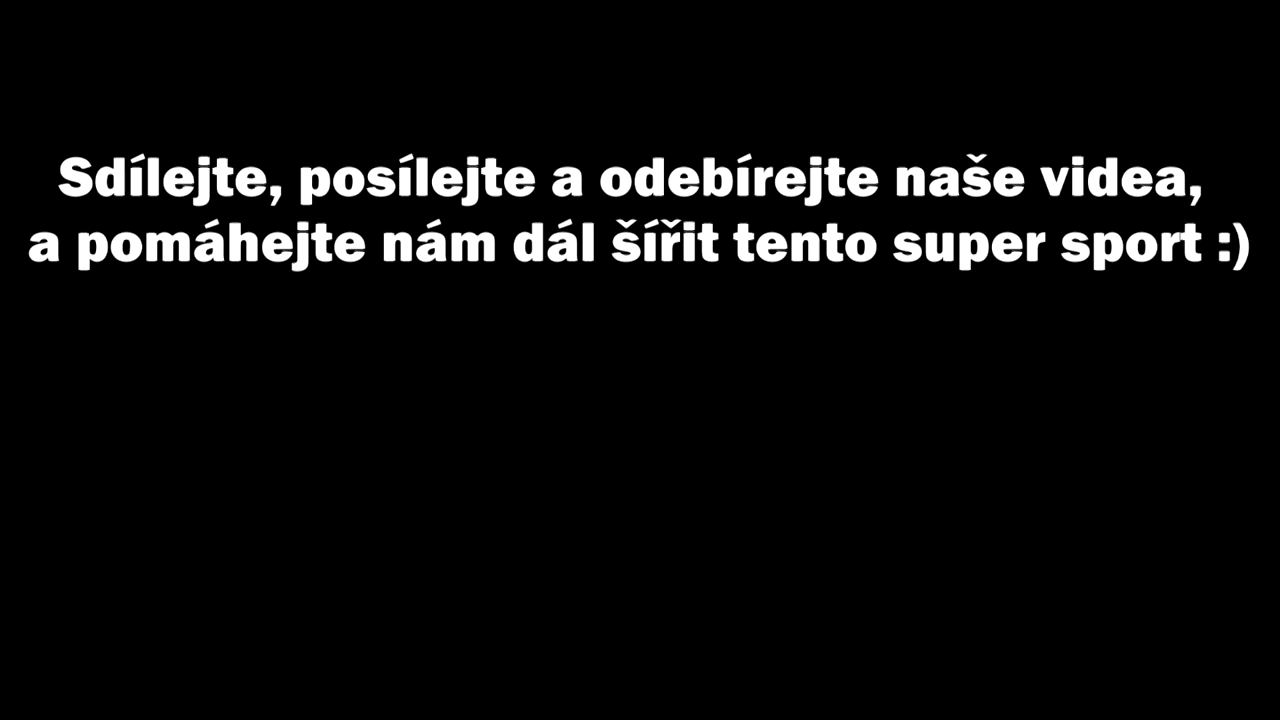 Sdílejte, posílejte a odebírejte naše videa,
a pomáhejte nám dál šířit tento super sport :)